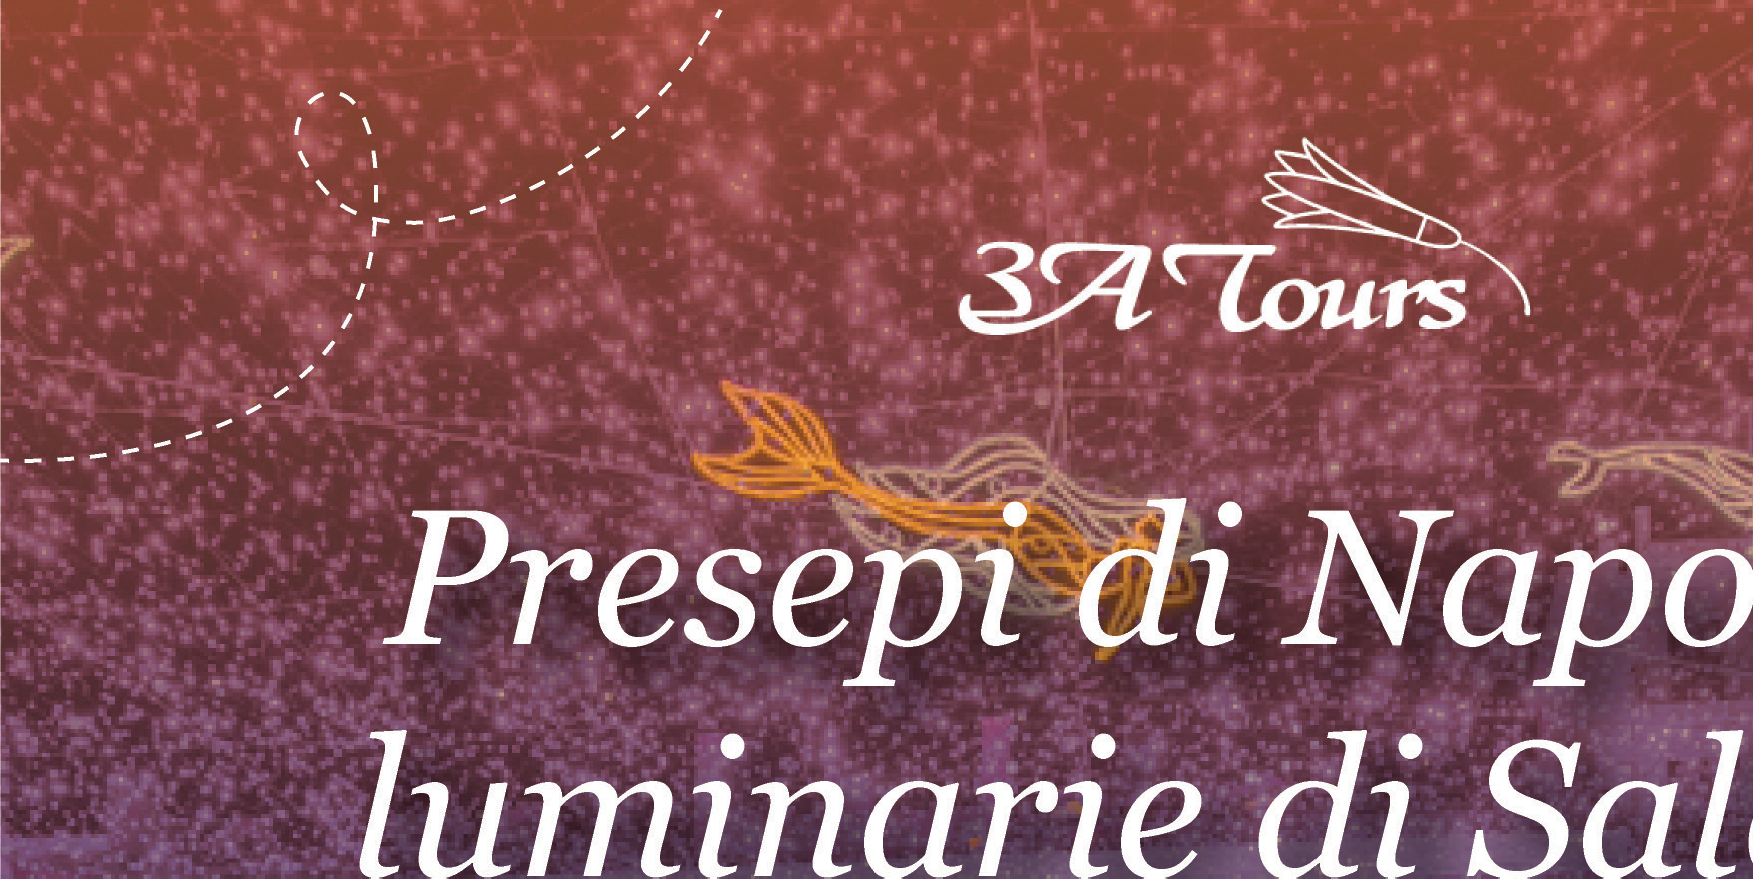 3A Tours
Presepi di Napo
luminarie di Sal